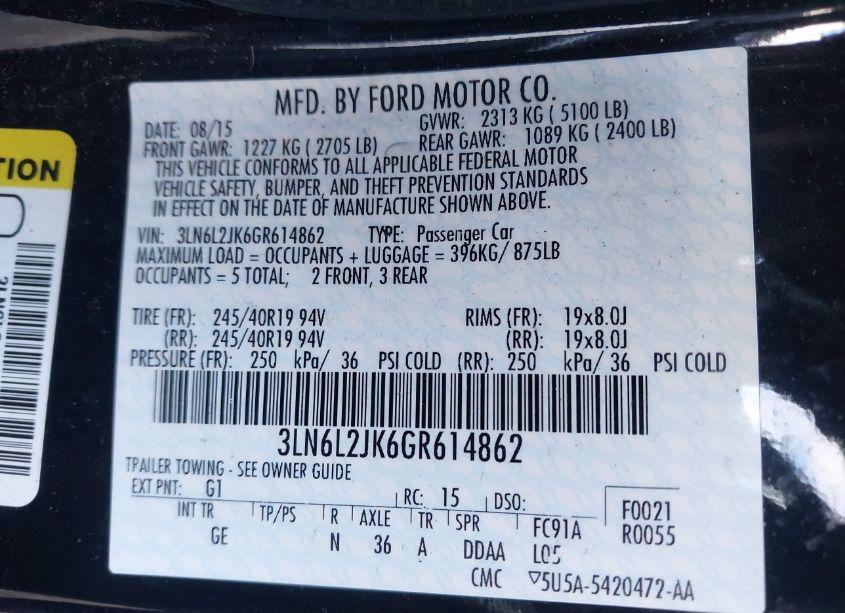 MFD. BY FORD MOTOR CO.
DATE: 08/15 GVWR: 2313 KG ( 5100 LB)
FRONT GAWR: 1227 KG ( 2705 LB) REAR GAWR: 1089 KG ( 2400 LB)
THIS VEHICLE CONFORMS TO ALL APPLICABLE FEDERAL MOTOR
VEHICLE SAFETY, BUMPER, AND THEFT PREVENTION STANDARDS
IN EFFECT ON THE DATE OF MANUFACTURE SHOWN ABOVE.
VIN: 3LN6L2JK6GR614862 TYPE: Passenger Car
MAXIMUM LOAD = OCCUPANTS + LUGGAGE = 396KG/ 875LB
OCCUPANTS = 5 TOTAL; 2 FRONT, 3 REAR
TIRE (FR): 245/40R19 94V RIMS (FR): 19x8.0J
(RR): 245/40R19 94V (RR): 19x8.0J
PRESSURE (FR): 250 kPa/ 36 PSI COLD (RR): 250 kPa/ 36 PSI COLD
3LN6L2JK6GR614862
TRAILER TOWING - SEE OWNER GUIDE
EXT PNT: G1 RC: 15 DSO: F0021
INT TR TP/PS R AXLE TR SPR FC91A R0055
GE N 36 A DDAA L05
CMC ▽5U5A-5420472-AA
TION